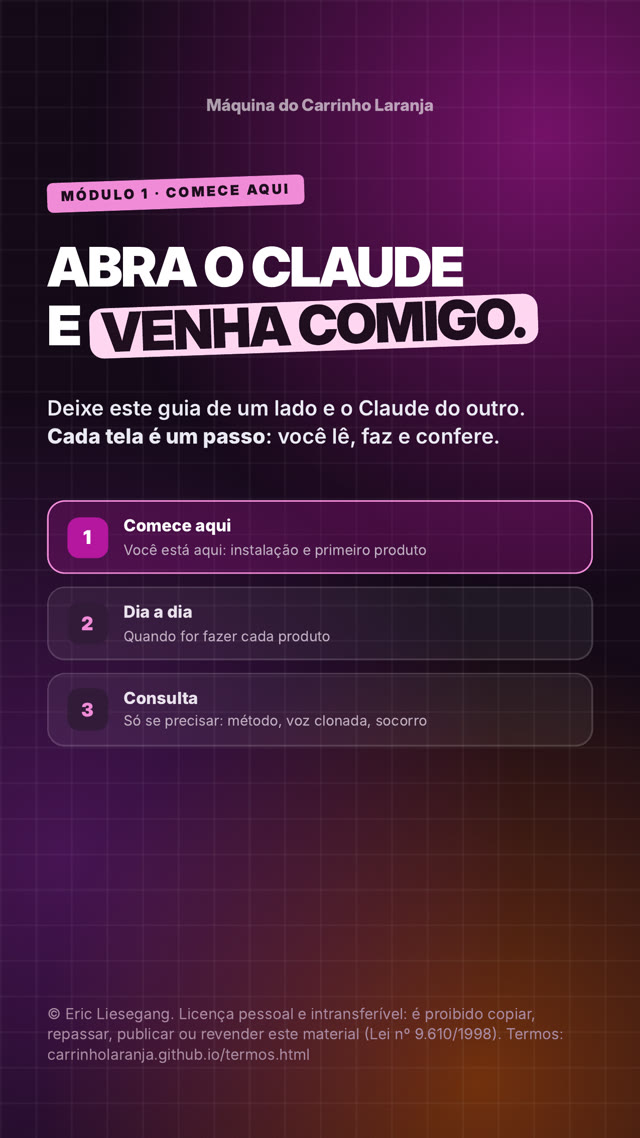 Máquina do Carrinho Laranja
MÓDULO 1 · COMECE AQUI
ABRA O CLAUDE
E VENHA COMIGO.
Deixe este guia de um lado e o Claude do outro.
Cada tela é um passo: você lê, faz e confere.
1
Comece aqui
Você está aqui: instalação e primeiro produto
2
Dia a dia
Quando for fazer cada produto
3
Consulta
Só se precisar: método, voz clonada, socorro
© Eric Liesegang. Licença pessoal e intransferível: é proibido copiar,
repassar, publicar ou revender este material (Lei nº 9.610/1998). Termos:
carrinholaranja.github.io/termos.html